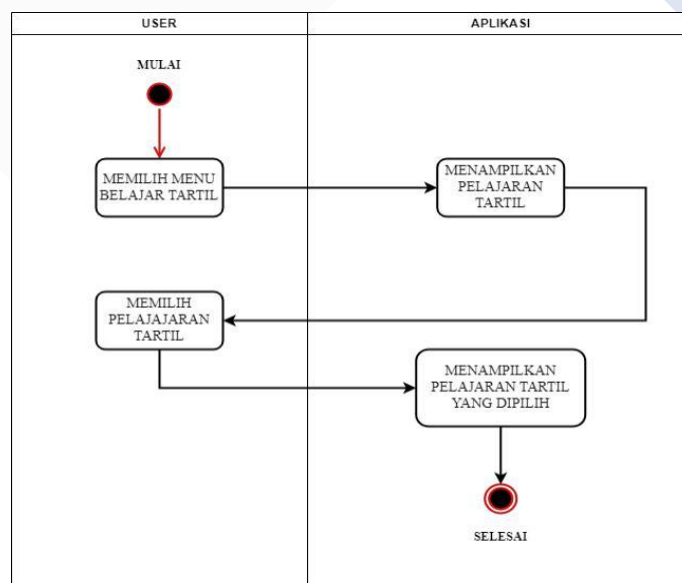 USER
APLIKASI
MULAI
MEMILIH MENU
BELAJAR TARTIL
MENAMPILKAN
PELAJARAN
TARTIL
MEMILIH
PELAJAJARAN
TARTIL
MENAMPILKAN
PELAJARAN TARTIL
YANG DIPILIH
SELESAI